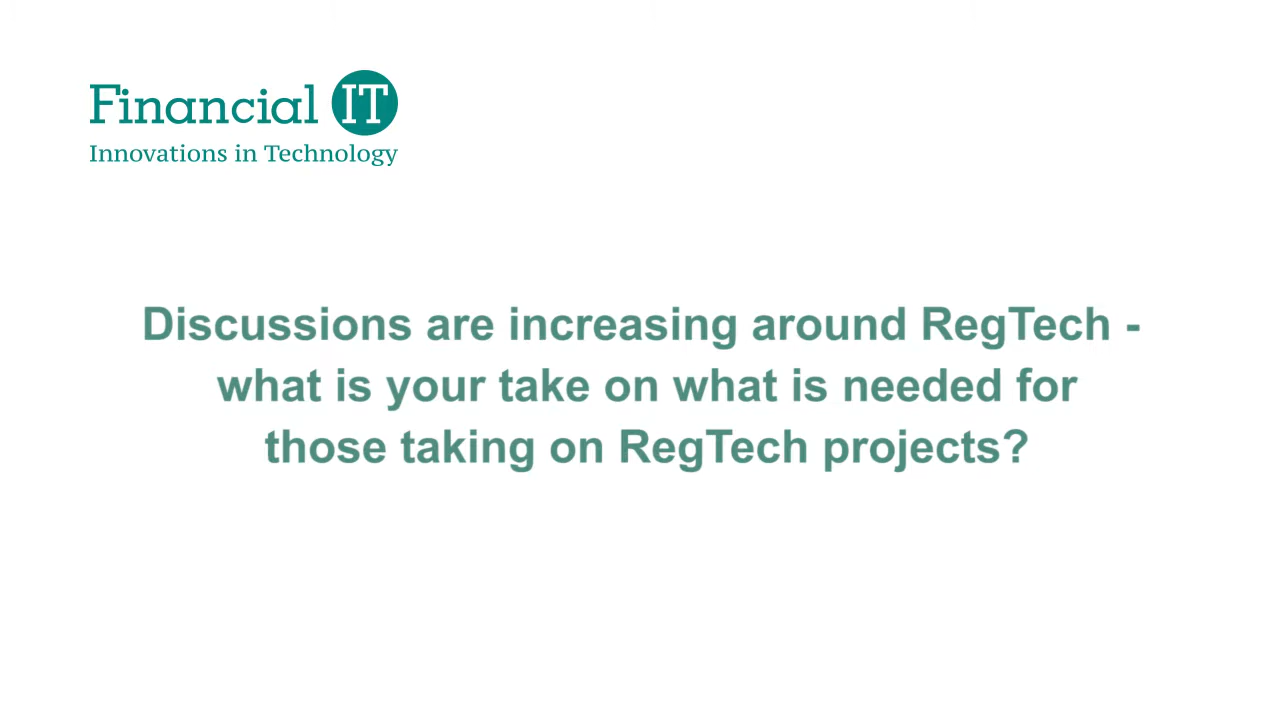 Financial IT
Innovations in Technology
Discussions are increasing around RegTech -
what is your take on what is needed for
those taking on RegTech projects?